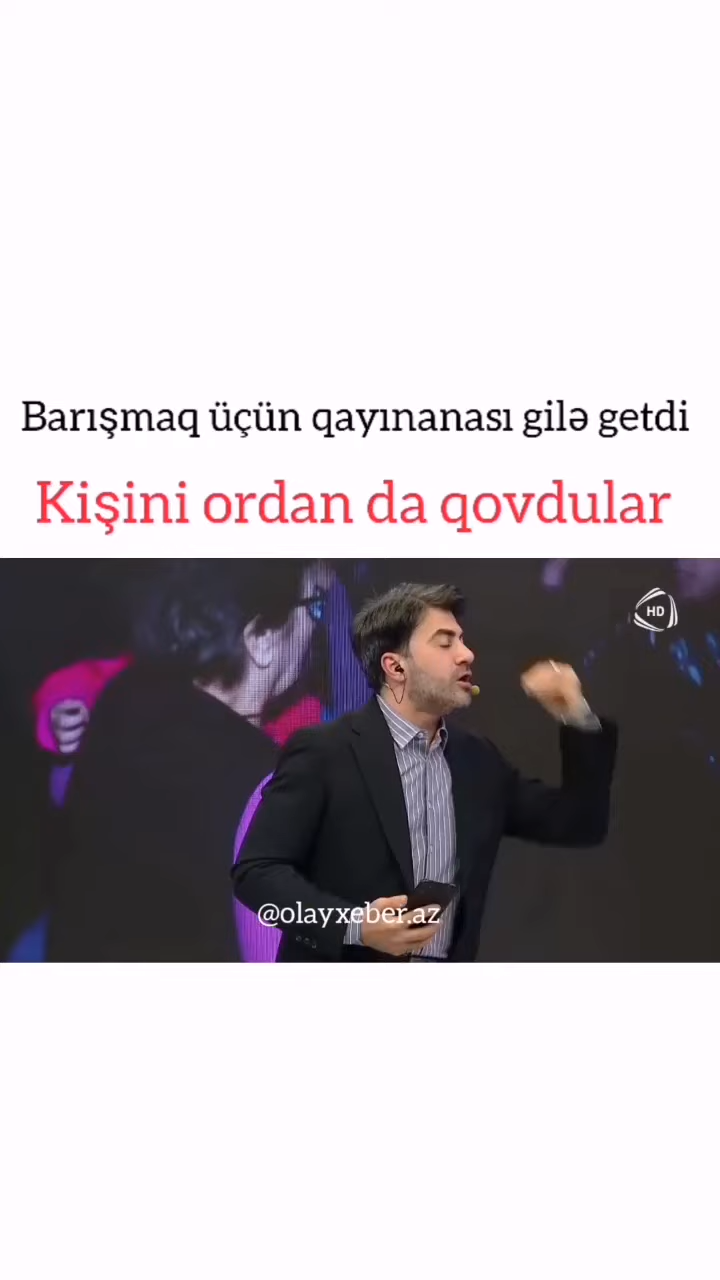 Barışmaq üçün qayınanası gilə getdi
Kişini ordan da qovdular
HD
@olayxeber.az